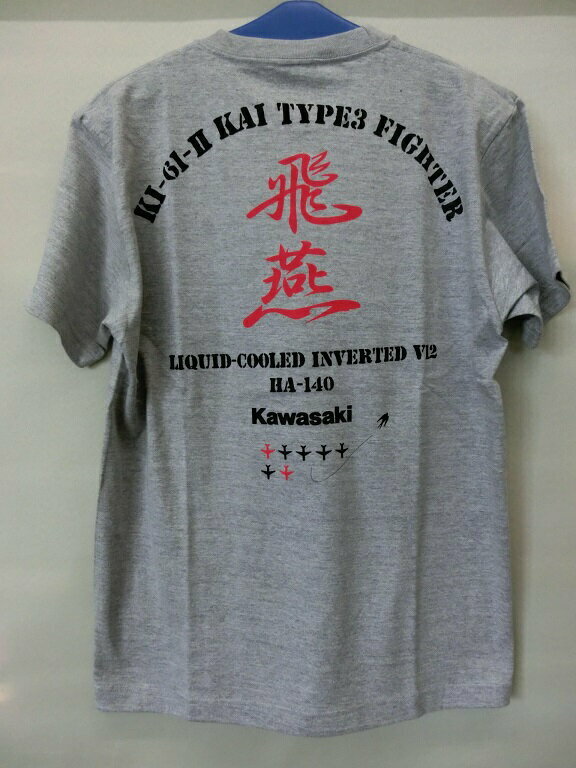 KI-61-II KAI TYPE3 FIGHTER
飛
燕
LIQUID-COOLED INVERTED V12
HA-140
Kawasaki